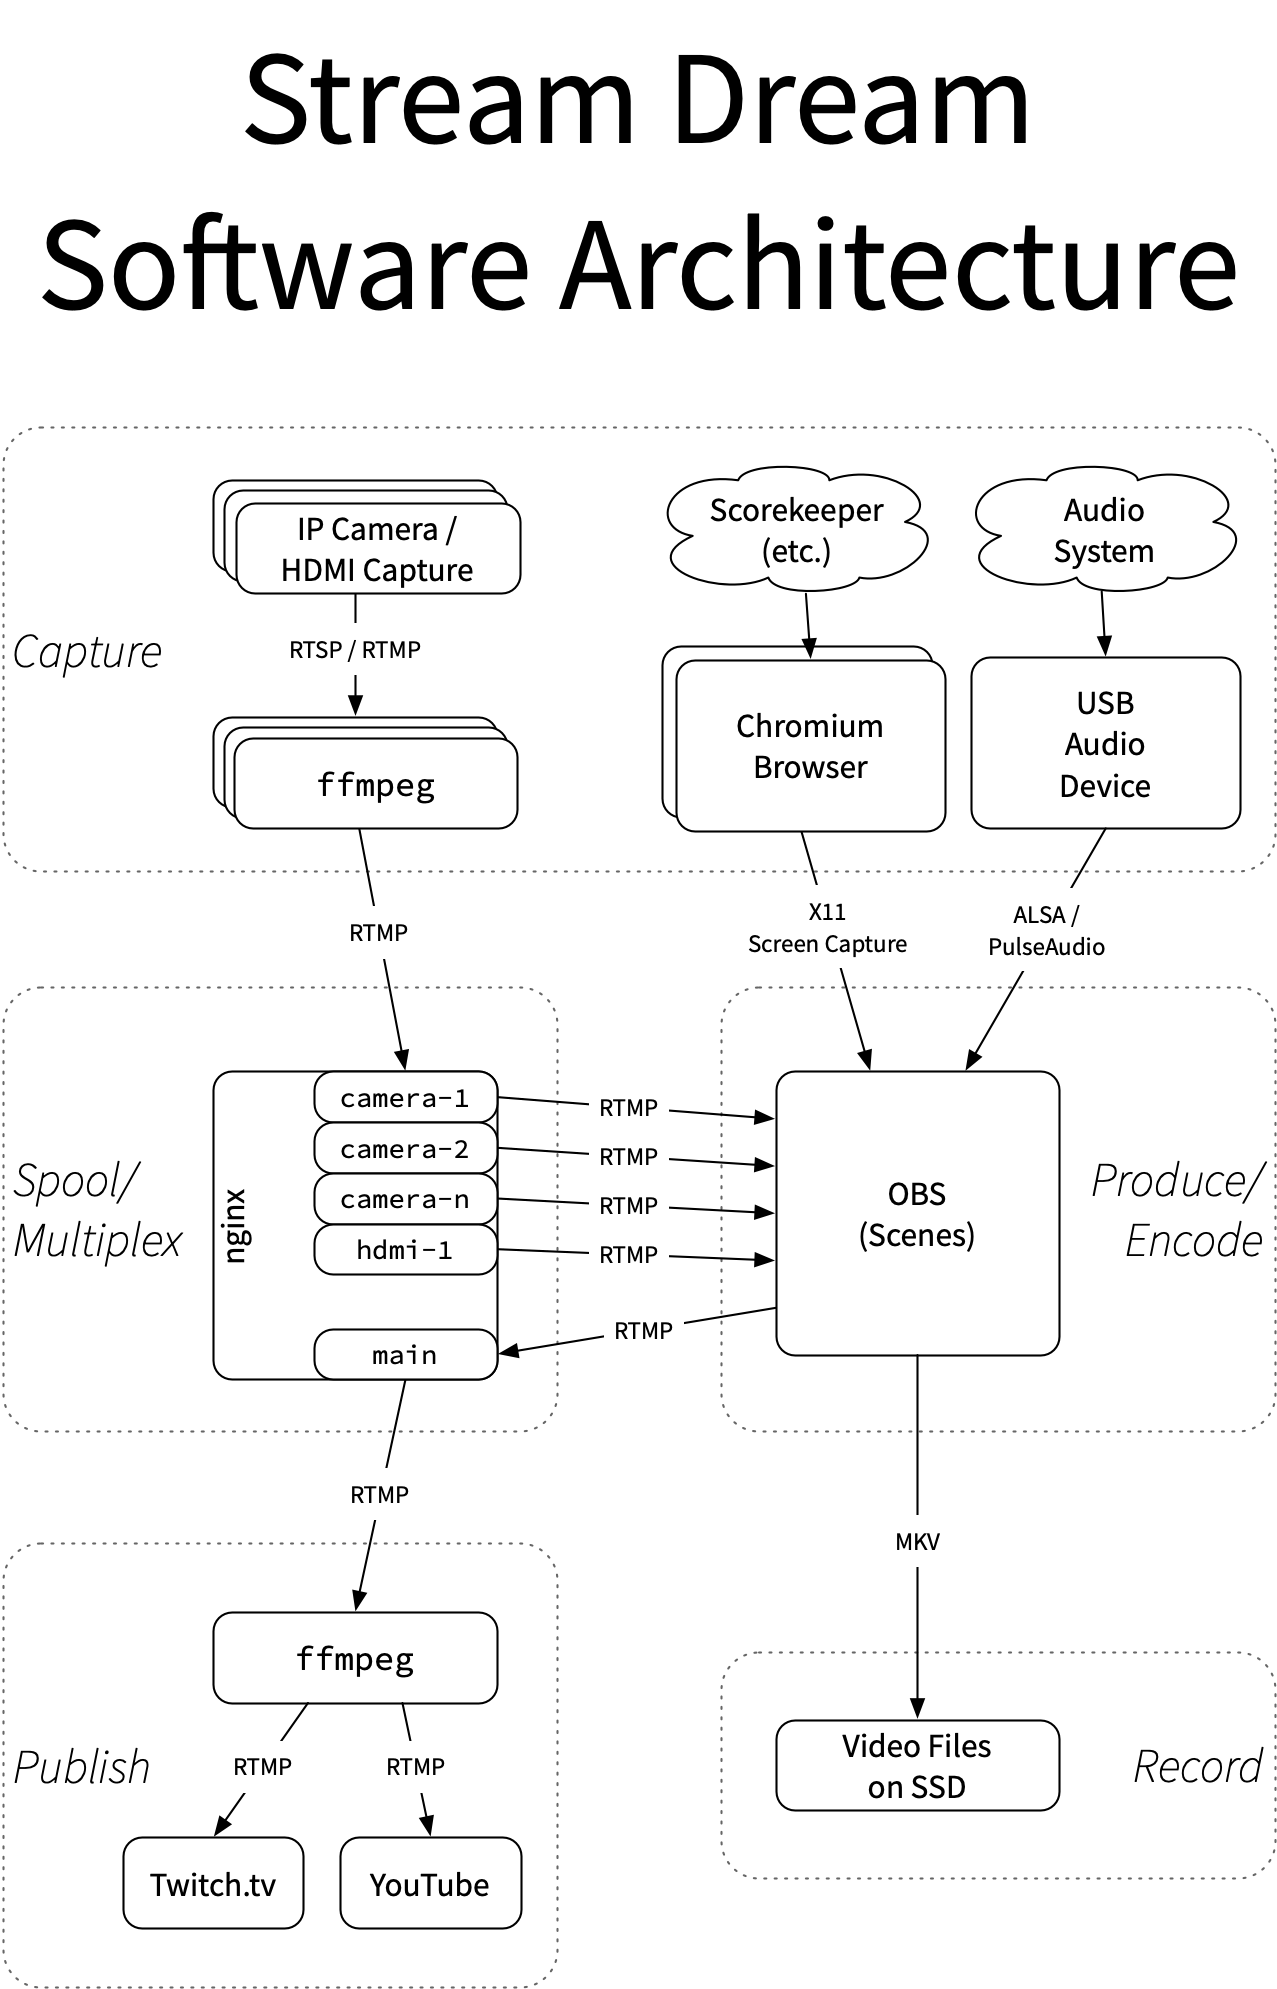 Stream Dream
Software Architecture
IP Camera /
HDMI Capture
Scorekeeper
(etc.)
Audio
System
Capture
RTSP / RTMP
ffmpeg
Chromium
Browser
USB
Audio
Device
RTMP
X11
Screen Capture
ALSA /
PulseAudio
Spool/
Multiplex
nginx
camera-1
camera-2
camera-n
hdmi-1
main
RTMP
RTMP
RTMP
RTMP
RTMP
OBS
(Scenes)
Produce/
Encode
RTMP
MKV
Publish
ffmpeg
RTMP
RTMP
Twitch.tv
YouTube
Video Files
on SSD
Record